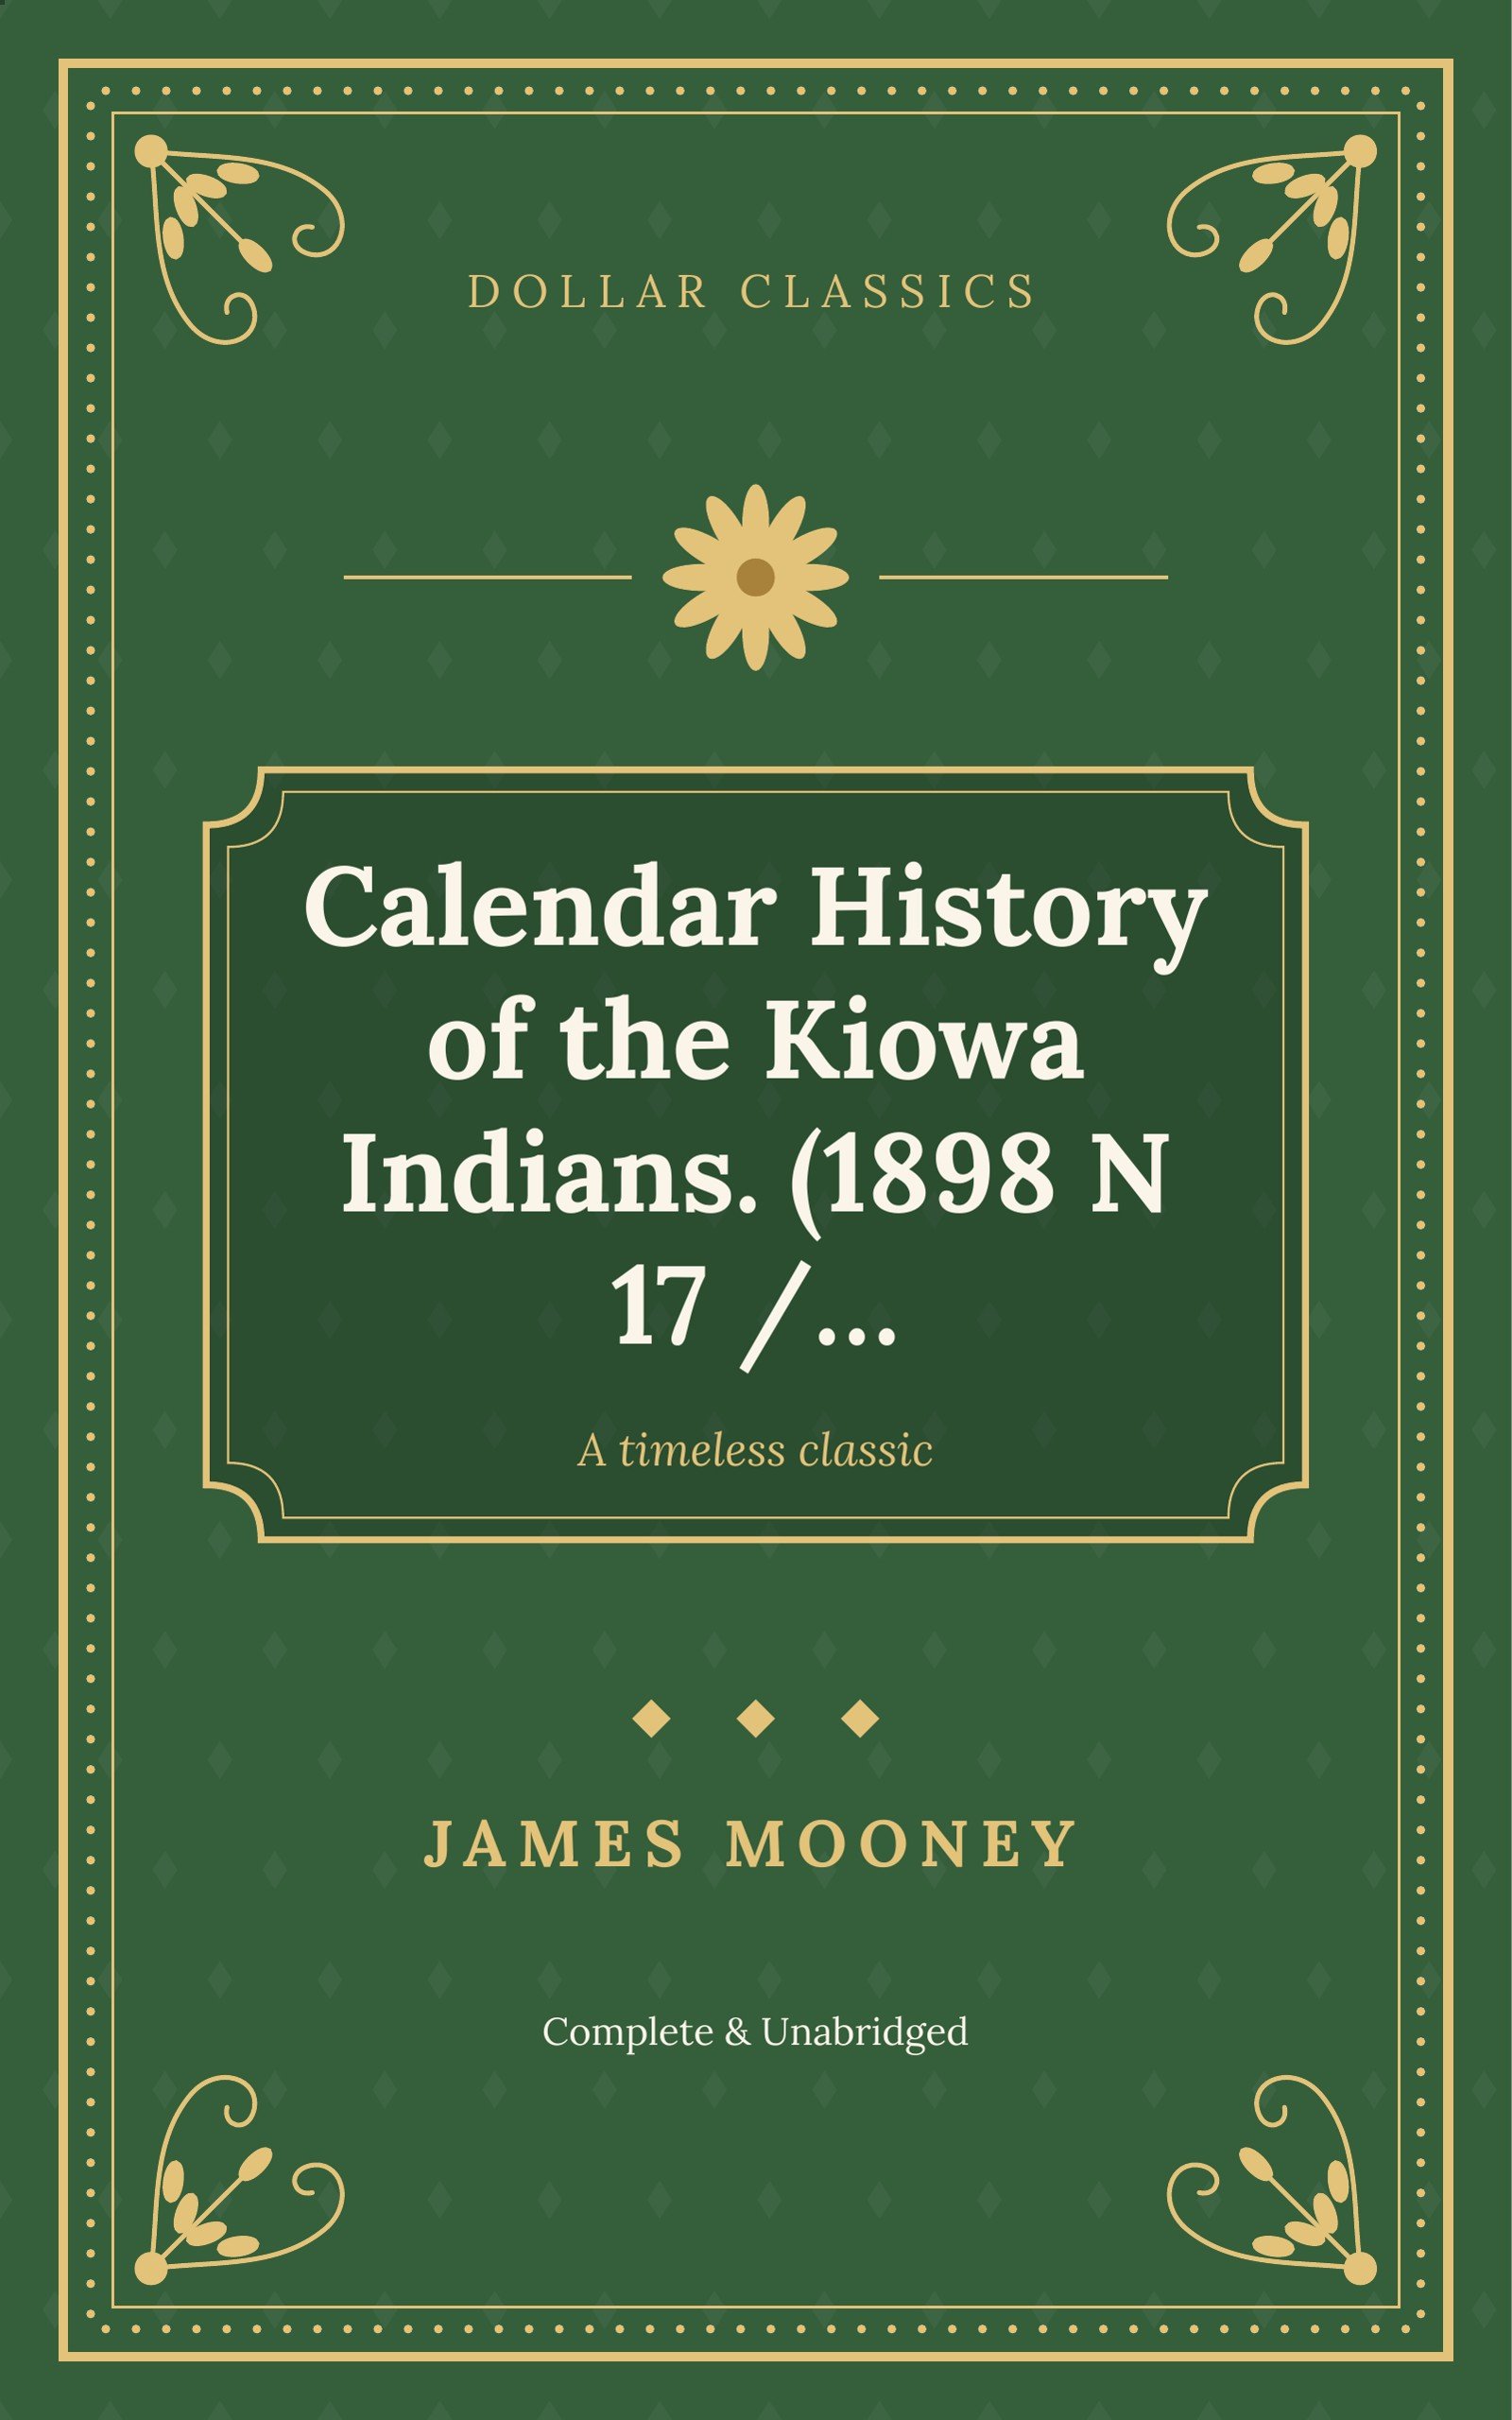 DOLLAR CLASSICS
Calendar History
of the Kiowa
Indians. (1898 N
17 /...
A timeless classic
JAMES MOONEY
Complete & Unabridged